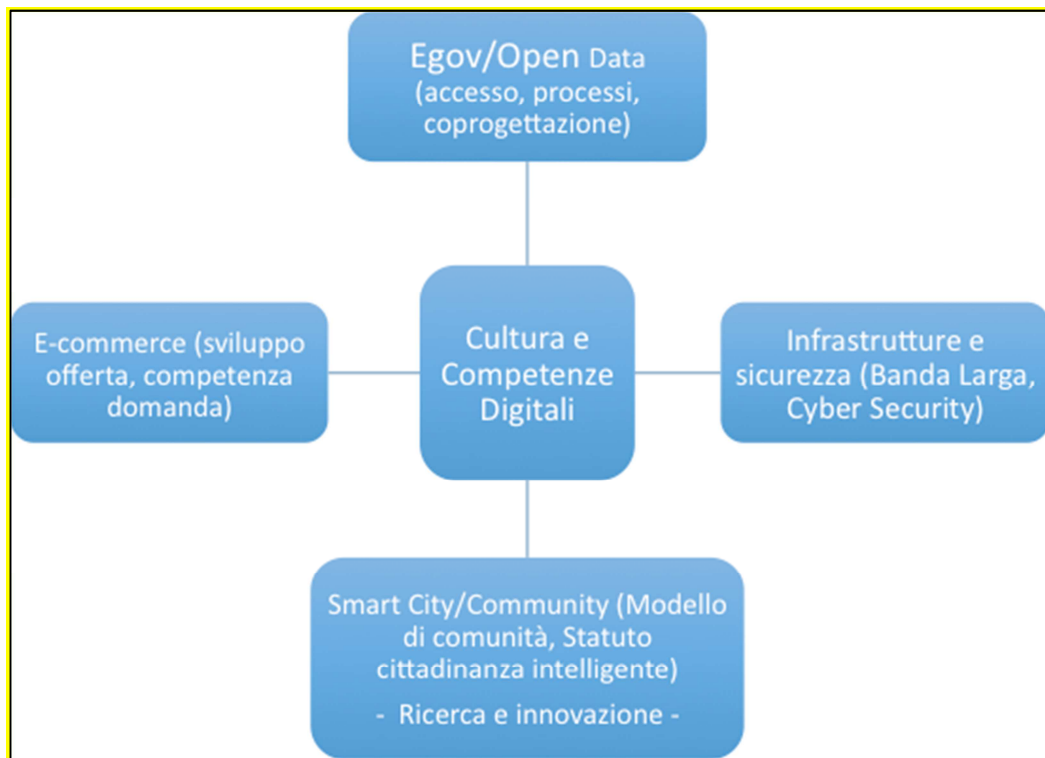 Egov/Open Data
(accesso, processi,
coprogettazione)
E-commerce (sviluppo
offerta, competenza
domanda)
Cultura e
Competenze
Digitali
Infrastrutture e
sicurezza (Banda Larga,
Cyber Security)
Smart City/Community (Modello
di comunità, Statuto
cittadinanza intelligente)
- Ricerca e innovazione -